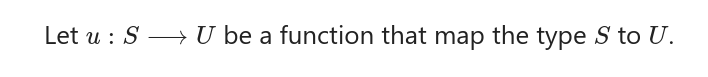 Let u : S ⟶ U be a function that map the type S to U.